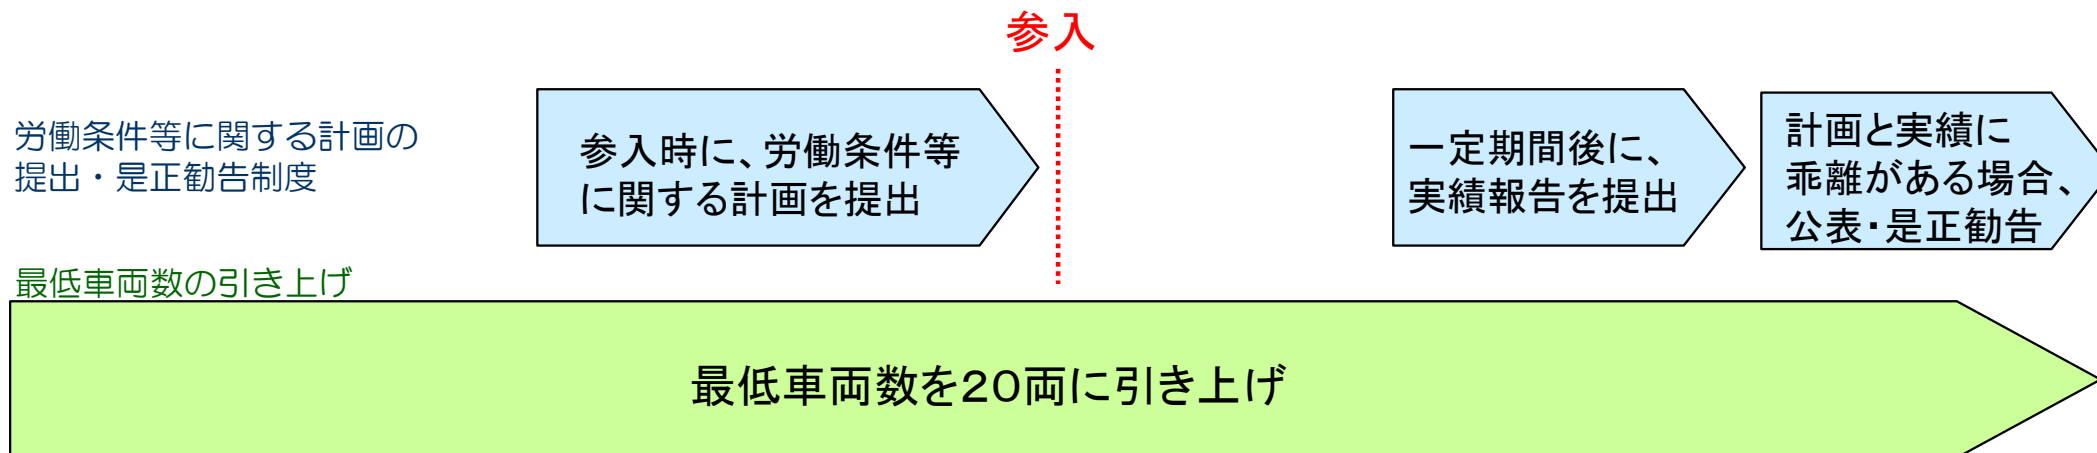 参入
労働条件等に関する計画の
提出・是正勧告制度
参入時に、労働条件等
に関する計画を提出
一定期間後に、
実績報告を提出
計画と実績に
乖離がある場合、
公表・是正勧告
最低車両数の引き上げ
最低車両数を20両に引き上げ